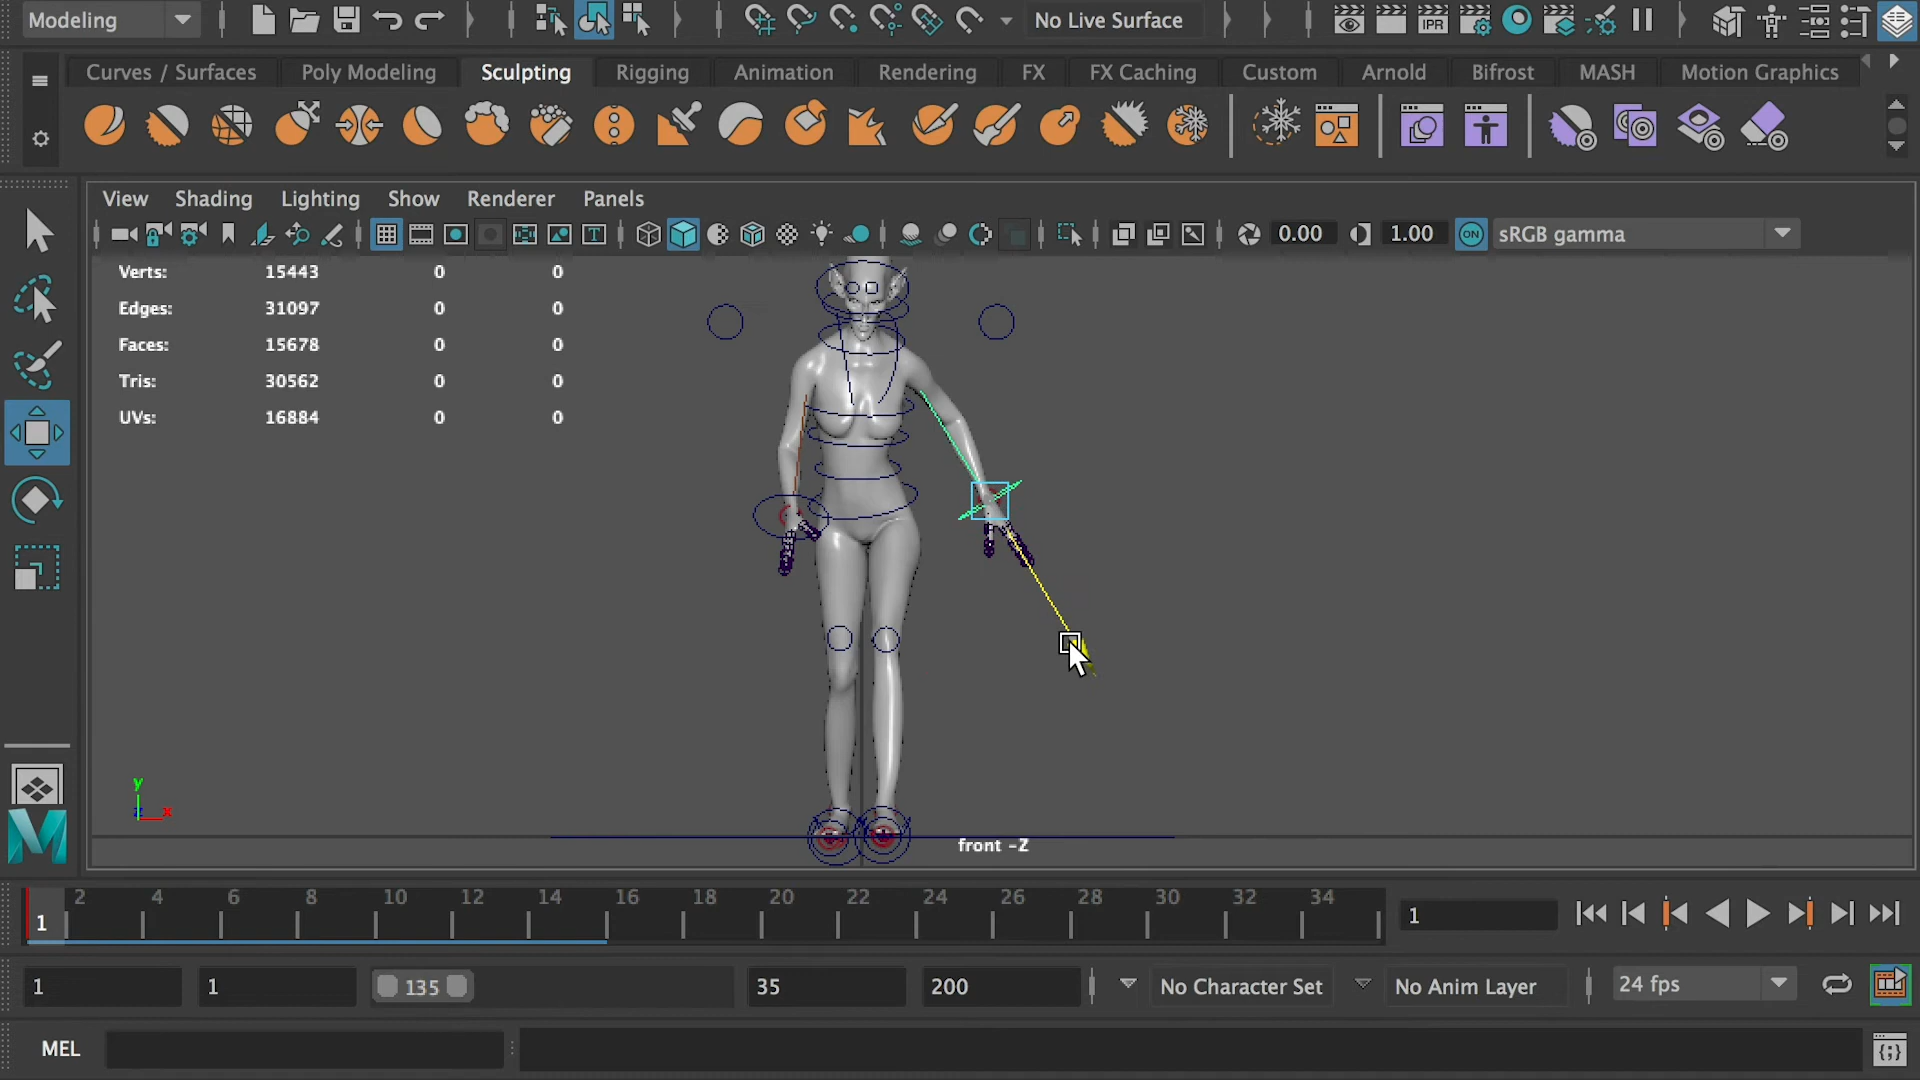 Modeling
No Live Surface
IPR
Curves / Surfaces
Poly Modeling
Sculpting
Rigging
Animation
Rendering
FX
FX Caching
Custom
Arnold
Bifrost
MASH
Motion Graphics
View
Shading
Lighting
Show
Renderer
Panels
T
0.00
1.00
ON
sRGB gamma
Verts: 15443 0 0
Edges: 31097 0 0
Faces: 15678 0 0
Tris: 30562 0 0
UVs: 16884 0 0
y
z
x
front -Z
M
1 2 4 6 8 10 12 14 16 18 20 22 24 26 28 30 32 34
1
1
1
135
35
200
No Character Set
No Anim Layer
24 fps
MEL